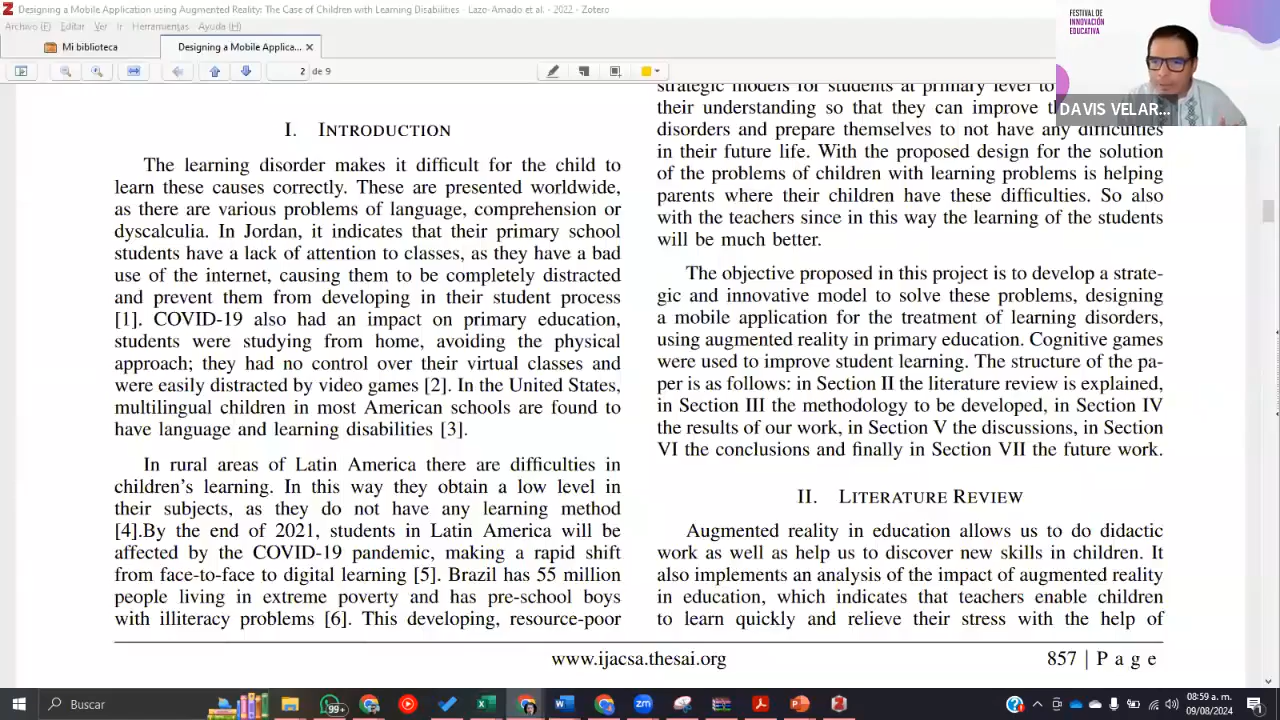 Designing a Mobile Application using Augmented Reality: The Case of Children with Learning Disabilities - Lazo-Amado et al. - 2022 - Zotero
Archivo (F) Editar Ver Ir Herramientas Ayuda (H)
Mi biblioteca
Designing a Mobile Applica...
2 de 9
FESTIVAL DE
INNOVACIÓN
EDUCATIVA
DAVIS VELAR...
I. INTRODUCTION
The learning disorder makes it difficult for the child to
learn these causes correctly. These are presented worldwide,
as there are various problems of language, comprehension or
dyscalculia. In Jordan, it indicates that their primary school
students have a lack of attention to classes, as they have a bad
use of the internet, causing them to be completely distracted
and prevent them from developing in their student process
[1]. COVID-19 also had an impact on primary education,
students were studying from home, avoiding the physical
approach; they had no control over their virtual classes and
were easily distracted by video games [2]. In the United States,
multilingual children in most American schools are found to
have language and learning disabilities [3].
In rural areas of Latin America there are difficulties in
children's learning. In this way they obtain a low level in
their subjects, as they do not have any learning method
[4].By the end of 2021, students in Latin America will be
affected by the COVID-19 pandemic, making a rapid shift
from face-to-face to digital learning [5]. Brazil has 55 million
people living in extreme poverty and has pre-school boys
with illiteracy problems [6]. This developing, resource-poor
strategic models for students at primary level to
their understanding so that they can improve
disorders and prepare themselves to not have any difficulties
in their future life. With the proposed design for the solution
of the problems of children with learning problems is helping
parents where their children have these difficulties. So also
with the teachers since in this way the learning of the students
will be much better.
The objective proposed in this project is to develop a strate-
gic and innovative model to solve these problems, designing
a mobile application for the treatment of learning disorders,
using augmented reality in primary education. Cognitive games
were used to improve student learning. The structure of the pa-
per is as follows: in Section II the literature review is explained,
in Section III the methodology to be developed, in Section IV
the results of our work, in Section V the discussions, in Section
VI the conclusions and finally in Section VII the future work.
II. LITERATURE REVIEW
Augmented reality in education allows us to do didactic
work as well as help us to discover new skills in children. It
also implements an analysis of the impact of augmented reality
in education, which indicates that teachers enable children
to learn quickly and relieve their stress with the help of
www.ijacsa.thesai.org
857 | P a g e
Buscar
99+
08:59 a. m.
09/08/2024